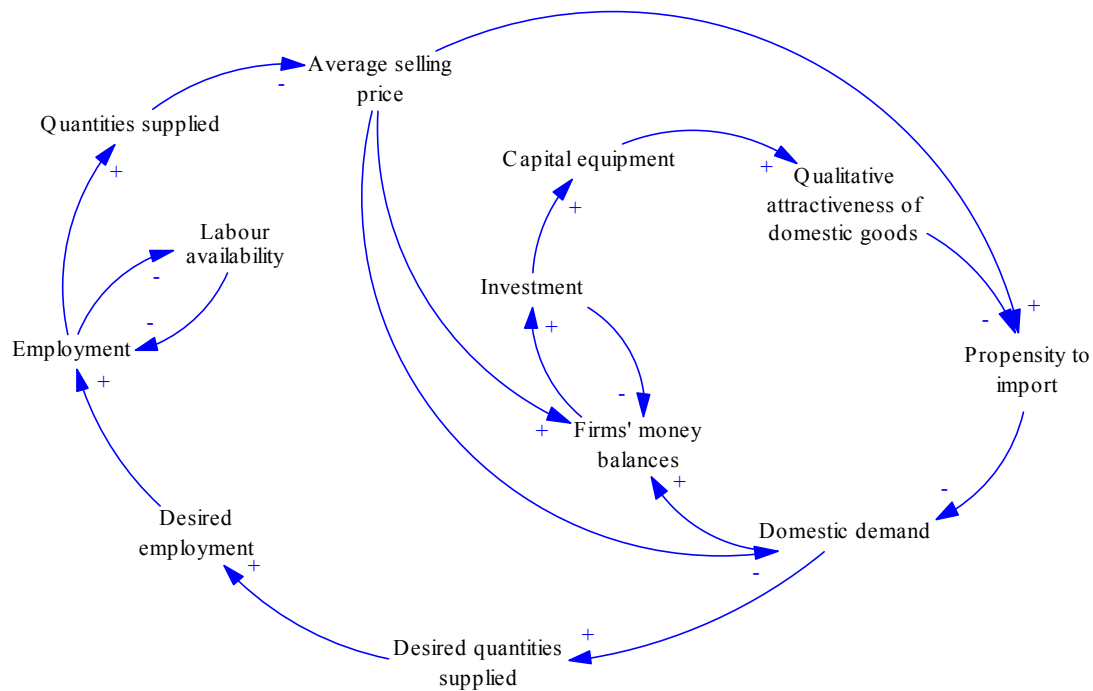 Average selling
price
-
Quantities supplied
+
Capital equipment
+
Qualitative
attractiveness of
domestic goods
+
Labour
availability
-
-
Investment
+
-
+
Employment
+
Propensity to
import
-
+
Firms' money
balances
+
-
Desired
employment
+
Domestic demand
-
+
Desired quantities
supplied